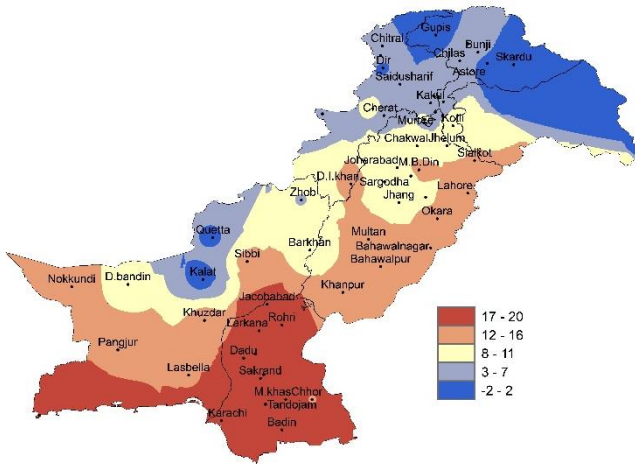 Gupis
Chitral
Bunji
Chilas
Dir
Skardu
Astore
Saidusharif
Kakul
Cherat
Murree
Kotli
Chakwal
Jhelum
Sialkot
Joharabad
M.B.Din
D.I.khan
Sargodha
Lahore
Zhob
Jhang
Okara
Quetta
Multan
Barkhan
Bahawalnagar
Sibbi
Bahawalpur
Kalat
D.bandin
Nokkundi
Khanpur
Jacobabad
Khuzdar
Rohri
Larkana
Pangjur
Dadu
Lasbella
Sakrand
M.khas
Chhor
Tandojam
Karachi
Badin
17 - 20
12 - 16
8 - 11
3 - 7
-2 - 2